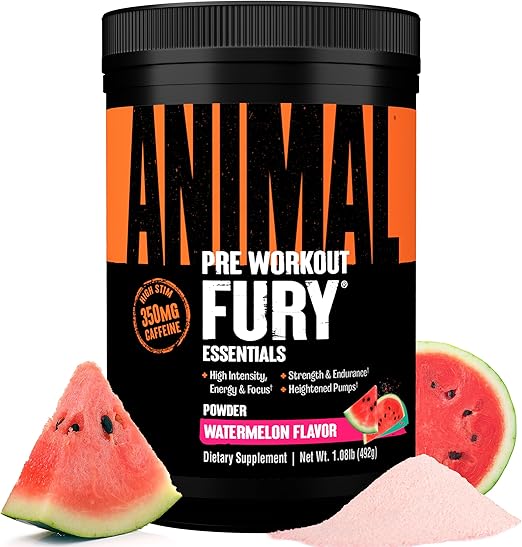 ANIMAL®
PRE WORKOUT
HIGH STIM
350MG
CAFFEINE
FURY®
ESSENTIALS
+ High Intensity,
Energy & Focus†
+ Strength & Endurance†
+ Heightened Pumps†
POWDER
WATERMELON FLAVOR
Dietary Supplement | Net Wt. 1.08lb (492g)